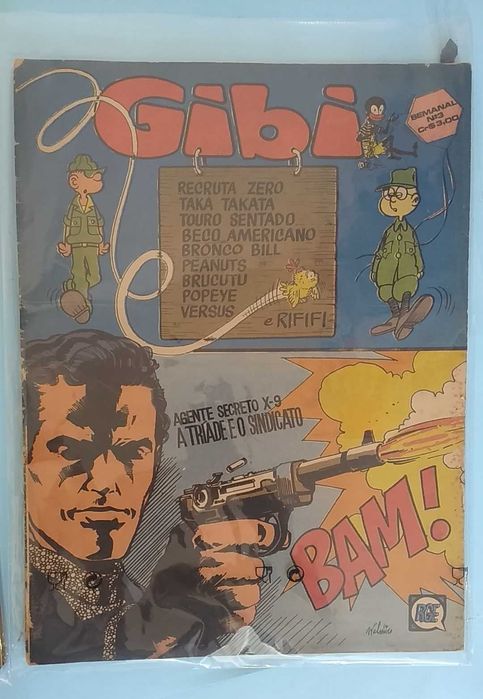 Gibi
SEMANAL
Nº3
Cr$ 3,00
RECRUTA ZERO
TAKA TAKATA
TOURO SENTADO
BECO AMERICANO
BRONCO BILL
PEANUTS
BRUCUTU
POPEYE
VERSUS
e RIFIFI
AGENTE SECRETO X-9
A TRÍADE E O SINDICATO
BAM!
RGE